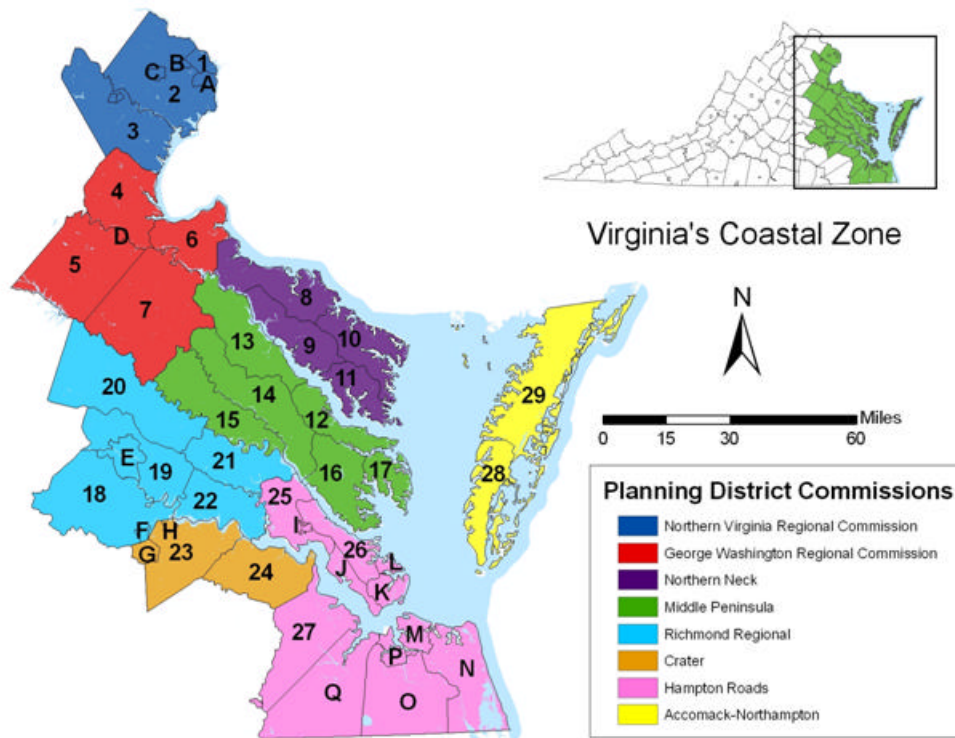 1
B
C
A
2
3
4
D
6
5
7
8
10
9
11
13
14
12
15
16
17
20
E
19
21
18
22
25
I
F
H
G
23
24
26
L
J
K
27
M
P
N
Q
O
29
28
Virginia's Coastal Zone
N
Miles
0 15 30 60
Planning District Commissions
Northern Virginia Regional Commission
George Washington Regional Commission
Northern Neck
Middle Peninsula
Richmond Regional
Crater
Hampton Roads
Accomack-Northampton